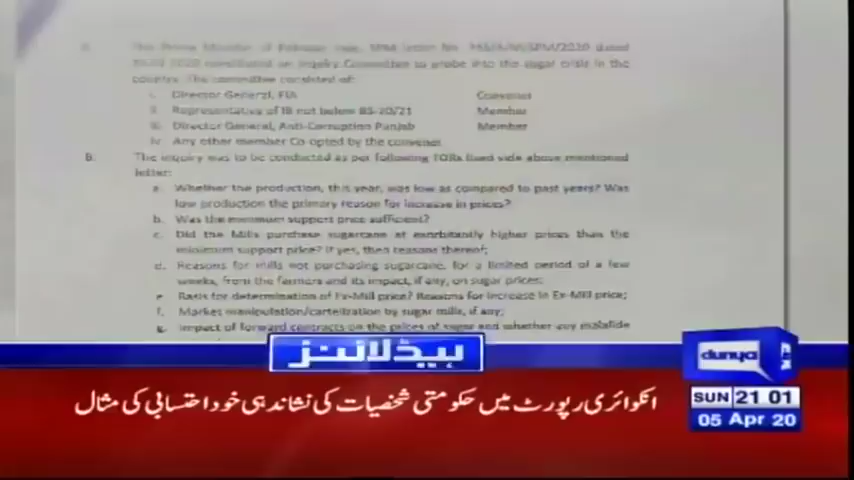 The Prime Minister of Pakistan
constituted an Inquiry Committee to probe into the sugar crisis in the
country. The committee consisted of:
i. Director General, FIA Convener
ii. Representative of IB not below BS-20/21 Member
iii. Director General, Anti-Corruption Punjab Member
iv. Any other member Co-opted by the convener
B. The inquiry was to be conducted as per following TORs listed vide above mentioned
letter:
a. Whether the production, this year, was low as compared to past years? Was
low production the primary reason for increase in prices?
b. Was the minimum support price sufficient?
c. Did the Mills purchase sugarcane at exorbitantly higher prices than the
minimum support price? If yes, then reasons thereof;
d. Reasons for mills not purchasing sugarcane, for a limited period of a few
weeks, from the farmers and its impact, if any, on sugar prices;
e. Basis for determination of Ex-Mill price? Reasons for increase in Ex-Mill price;
f. Market manipulation/cartelization by sugar mills, if any;
g. Impact of forward contracts on the prices of sugar and whether any malafide
ہیڈلائنز
dunya
انکوائری رپورٹ میں حکومتی شخصیات کی نشاندہی خود احتسابی کی مثال
SUN 21 01
05 Apr 20